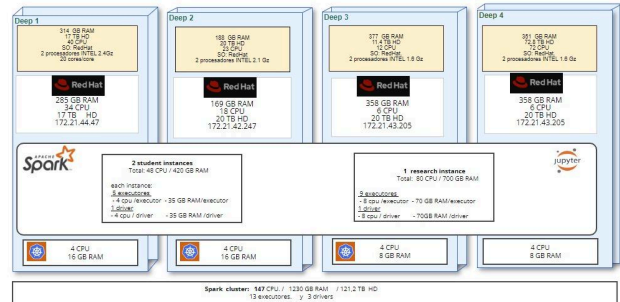 Deep 1
314 GB RAM
17 TB HD
40 CPU
SO: RedHat
2 procesadores INTEL 2.4Gz
20 cores/core
Red Hat
285 GB RAM
34 CPU
17 TB HD
172.21.44.47
Deep 2
188 GB RAM
20 TB HD
23 CPU
SO: RedHat
2 procesadores INTEL 2.1 Gz
Red Hat
169 GB RAM
18 CPU
20 TB HD
172.21.42.247
Deep 3
377 GB RAM
11.4 TB HD
12 CPU
SO: RedHat
2 procesadores INTEL 1.6 Gz
Red Hat
358 GB RAM
6 CPU
20 TB HD
172.21.43.205
Deep 4
351 GB RAM
72.8 TB HD
72 CPU
SO: RedHat
2 procesadores INTEL 1.6 Gz
Red Hat
358 GB RAM
6 CPU
20 TB HD
172.21.43.205
APACHE
Spark
2 student instances
Total: 48 CPU / 420 GB RAM
each instance:
5 executores
- 4 cpu /executor - 35 GB RAM/executor
1 driver
- 4 cpu / driver - 35 GB RAM /driver
1 research instance
Total: 80 CPU / 700 GB RAM
9 executores
- 8 cpu /executor - 70 GB RAM/executor
1 driver
- 8 cpu / driver - 70GB RAM /driver
jupyter
4 CPU
16 GB RAM
4 CPU
16 GB RAM
4 CPU
8 GB RAM
4 CPU
8 GB RAM
Spark cluster: 147 CPU. / 1230 GB RAM / 121,2 TB HD
13 executores. y 3 drivers